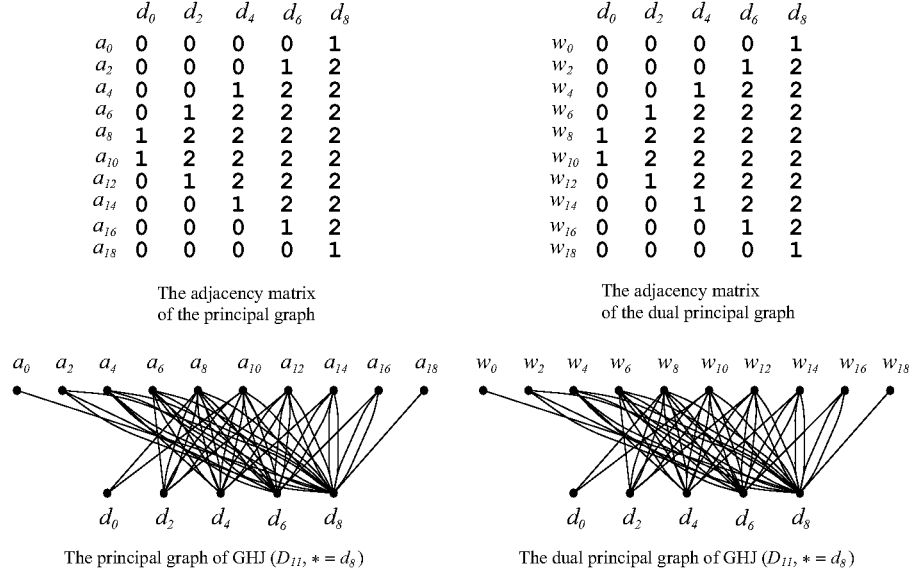 d0 d2 d4 d6 d8
a0 0 0 0 0 1
a2 0 0 0 1 2
a4 0 0 1 2 2
a6 0 1 2 2 2
a8 1 2 2 2 2
a10 1 2 2 2 2
a12 0 1 2 2 2
a14 0 0 1 2 2
a16 0 0 0 1 2
a18 0 0 0 0 1
The adjacency matrix
of the principal graph
d0 d2 d4 d6 d8
w0 0 0 0 0 1
w2 0 0 0 1 2
w4 0 0 1 2 2
w6 0 1 2 2 2
w8 1 2 2 2 2
w10 1 2 2 2 2
w12 0 1 2 2 2
w14 0 0 1 2 2
w16 0 0 0 1 2
w18 0 0 0 0 1
The adjacency matrix
of the dual principal graph
a0 a2 a4 a6 a8 a10 a12 a14 a16 a18
d0 d2 d4 d6 d8
The principal graph of GHJ (D11, * = d8)
w0 w2 w4 w6 w8 w10 w12 w14 w16 w18
d0 d2 d4 d6 d8
The dual principal graph of GHJ (D11, * = d8)